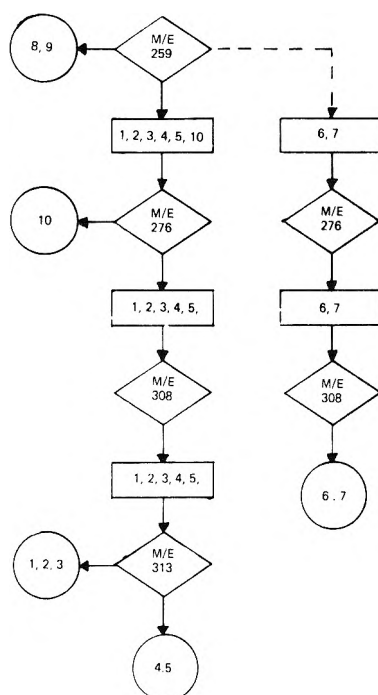 8, 9
M/E
259
1, 2, 3, 4, 5, 10
6, 7
10
M/E
276
M/E
276
1, 2, 3, 4, 5,
6, 7
M/E
308
M/E
308
1, 2, 3, 4, 5,
6 . 7
1, 2, 3
M/E
313
4.5